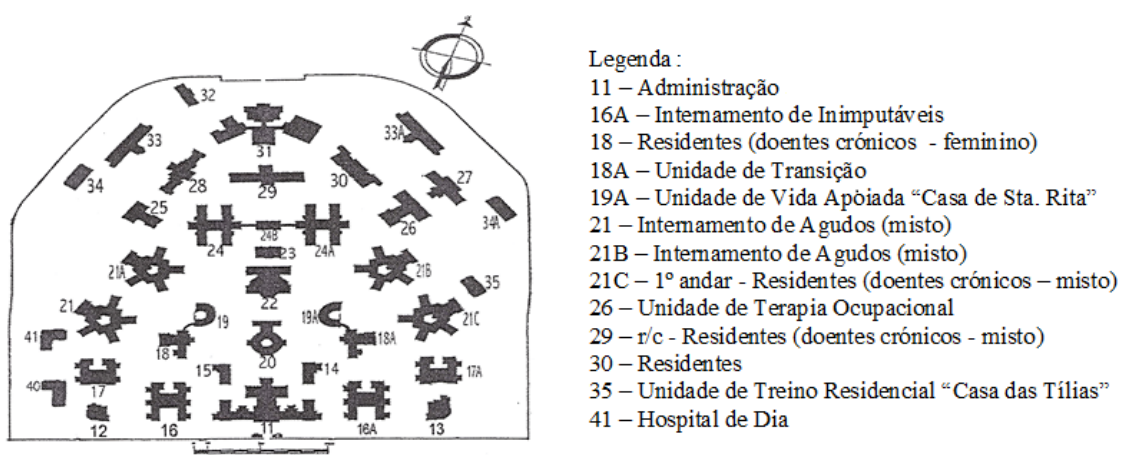 32
33
33A
31
34
28
29
30
27
25
26
34A
24
24B
24A
23
21A
21B
22
35
21
19
19A
21C
41
18
18A
20
15
14
17
17A
40
12
16
11
16A
13
Legenda :
11 – Administração
16A – Internamento de Inimputáveis
18 – Residentes (doentes crónicos - feminino)
18A – Unidade de Transição
19A – Unidade de Vida Apòiada “Casa de Sta. Rita”
21 – Internamento de Agudos (misto)
21B – Internamento de Agudos (misto)
21C – 1º andar - Residentes (doentes crónicos – misto)
26 – Unidade de Terapia Ocupacional
29 – r/c - Residentes (doentes crónicos - misto)
30 – Residentes
35 – Unidade de Treino Residencial “Casa das Tílias”
41 – Hospital de Dia